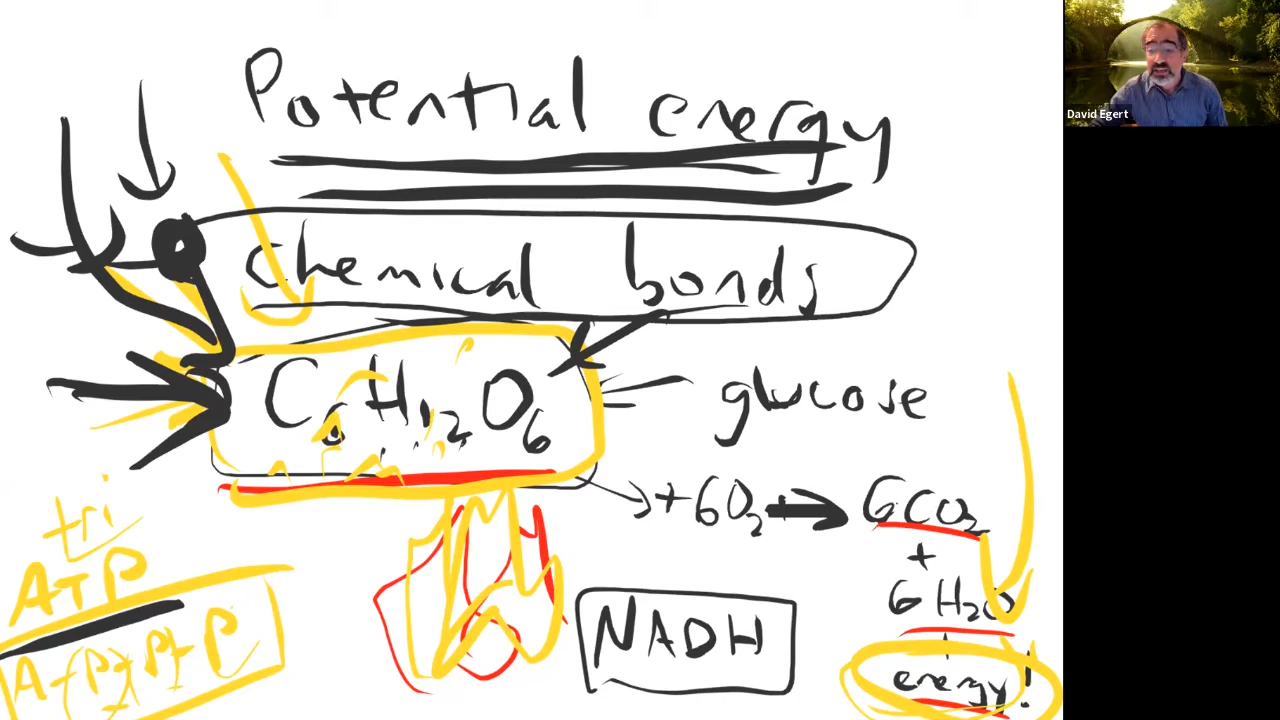 Potential energy
David Egert
chemical bonds
C6H12O6
glucose
+ 6O2 → 6CO2
+
6H2O
+
energy!
tri
ATP
A-P-P-P
NADH